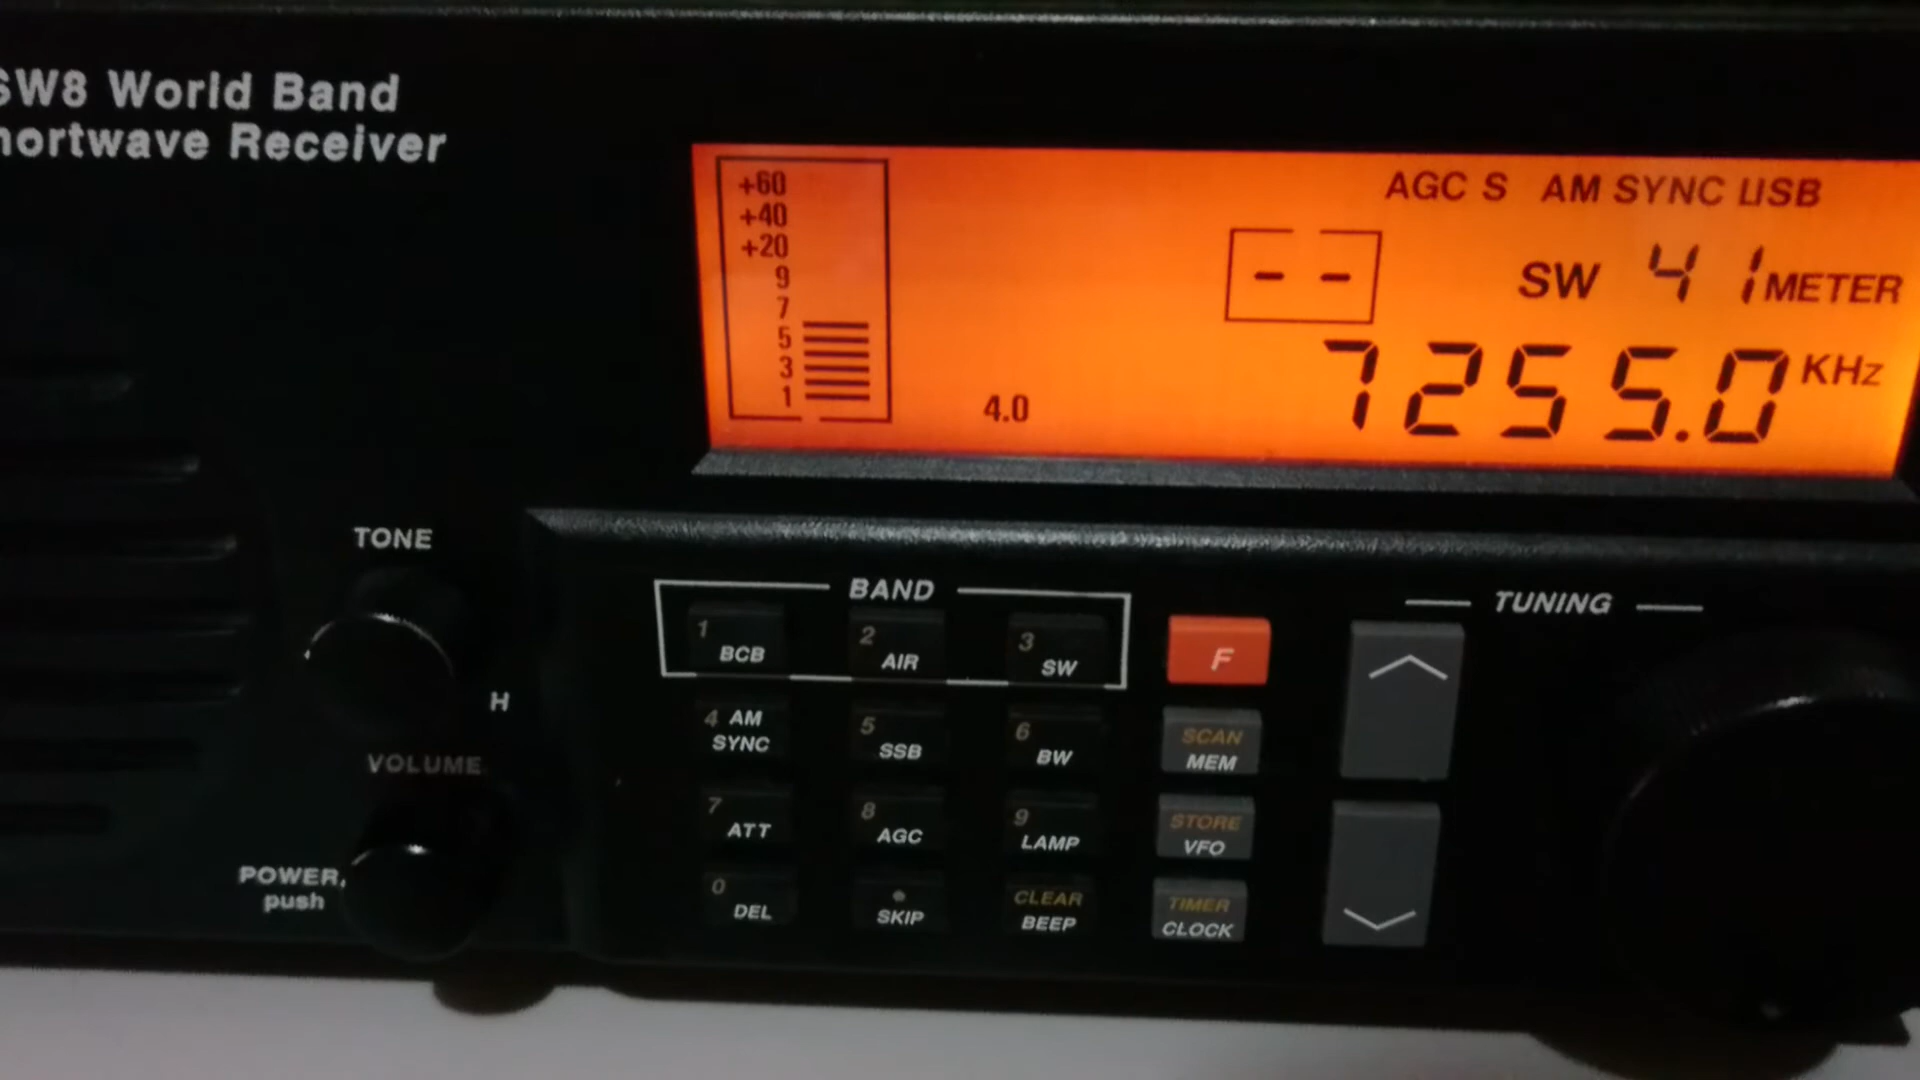 SW8 World Band
hortwave Receiver
+60
+40
+20
9
7
5
3
1
4.0
AGC S AM SYNC USB
--
SW 41 METER
7255.0 KHz
TONE
H
VOLUME
POWER,
push
BAND
1 BCB
2 AIR
3 SW
F
4 AM SYNC
5 SSB
6 BW
SCAN
MEM
7 ATT
8 AGC
9 LAMP
STORE
VFO
0 DEL
• SKIP
CLEAR
BEEP
TIMER
CLOCK
TUNING